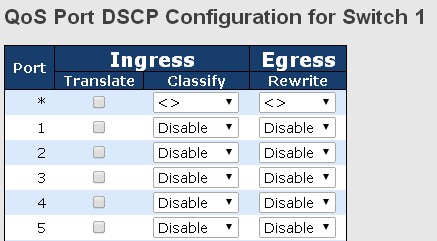 QoS Port DSCP Configuration for Switch 1
Port Ingress Egress
Translate Classify Rewrite
* <> <>
1 Disable Disable
2 Disable Disable
3 Disable Disable
4 Disable Disable
5 Disable Disable